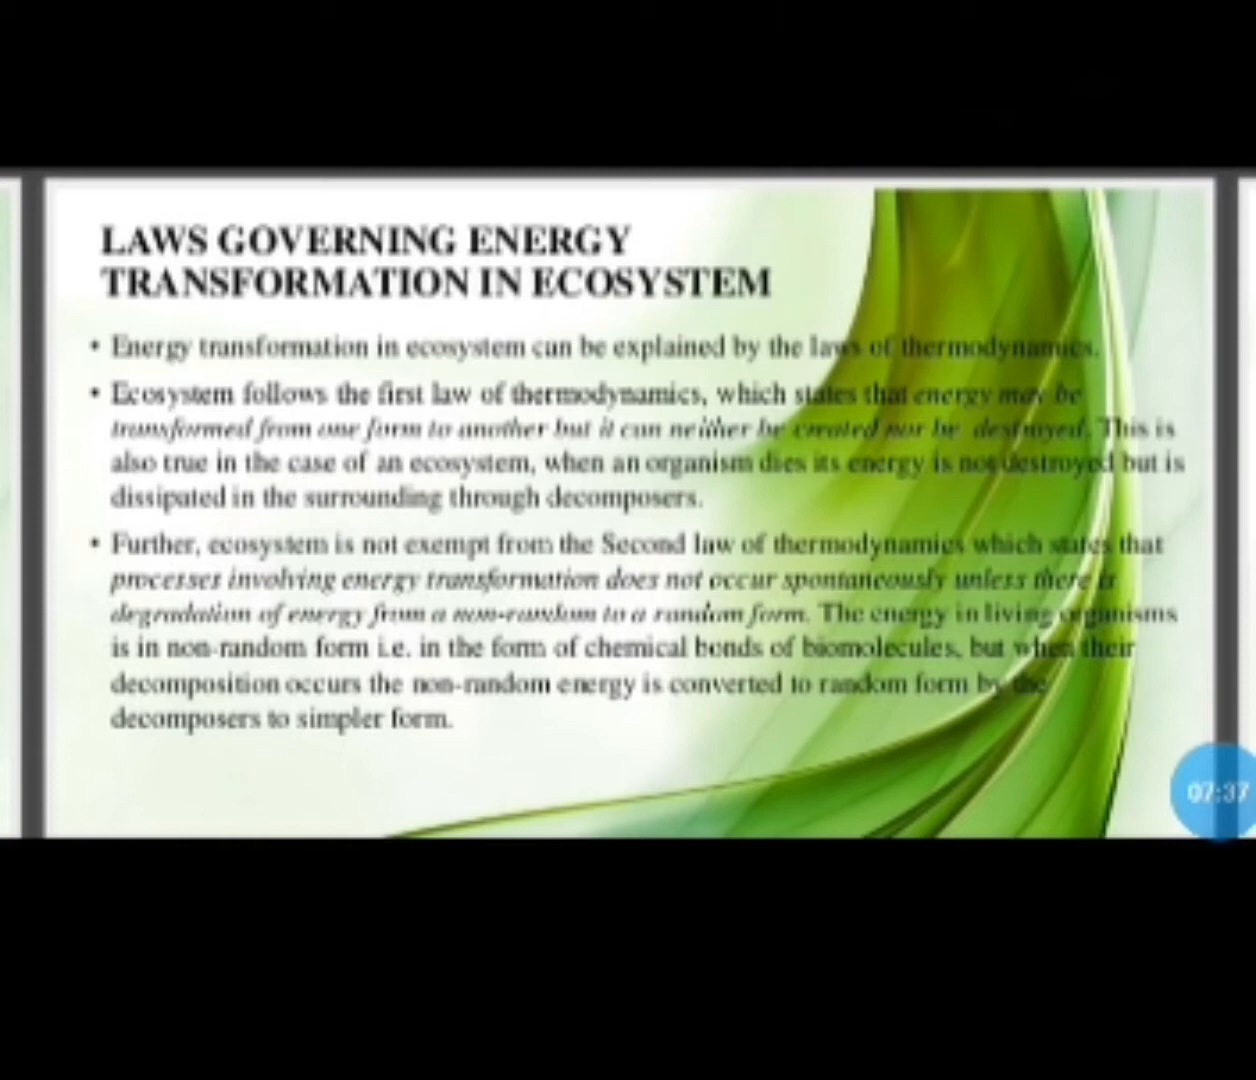 LAWS GOVERNING ENERGY
TRANSFORMATION IN ECOSYSTEM
• Energy transformation in ecosystem can be explained by the laws of thermodynamics.
• Ecosystem follows the first law of thermodynamics, which states that energy may be
transformed from one form to another but it can neither be created nor be destroyed. This is
also true in the case of an ecosystem, when an organism dies its energy is not destroyed but is
dissipated in the surrounding through decomposers.
• Further, ecosystem is not exempt from the Second law of thermodynamics which states that
processes involving energy transformation does not occur spontaneously unless there is
degradation of energy from a non-random to a random form. The energy in living organisms
is in non-random form i.e. in the form of chemical bonds of biomolecules, but when their
decomposition occurs the non-random energy is converted to random form by the
decomposers to simpler form.
07:37